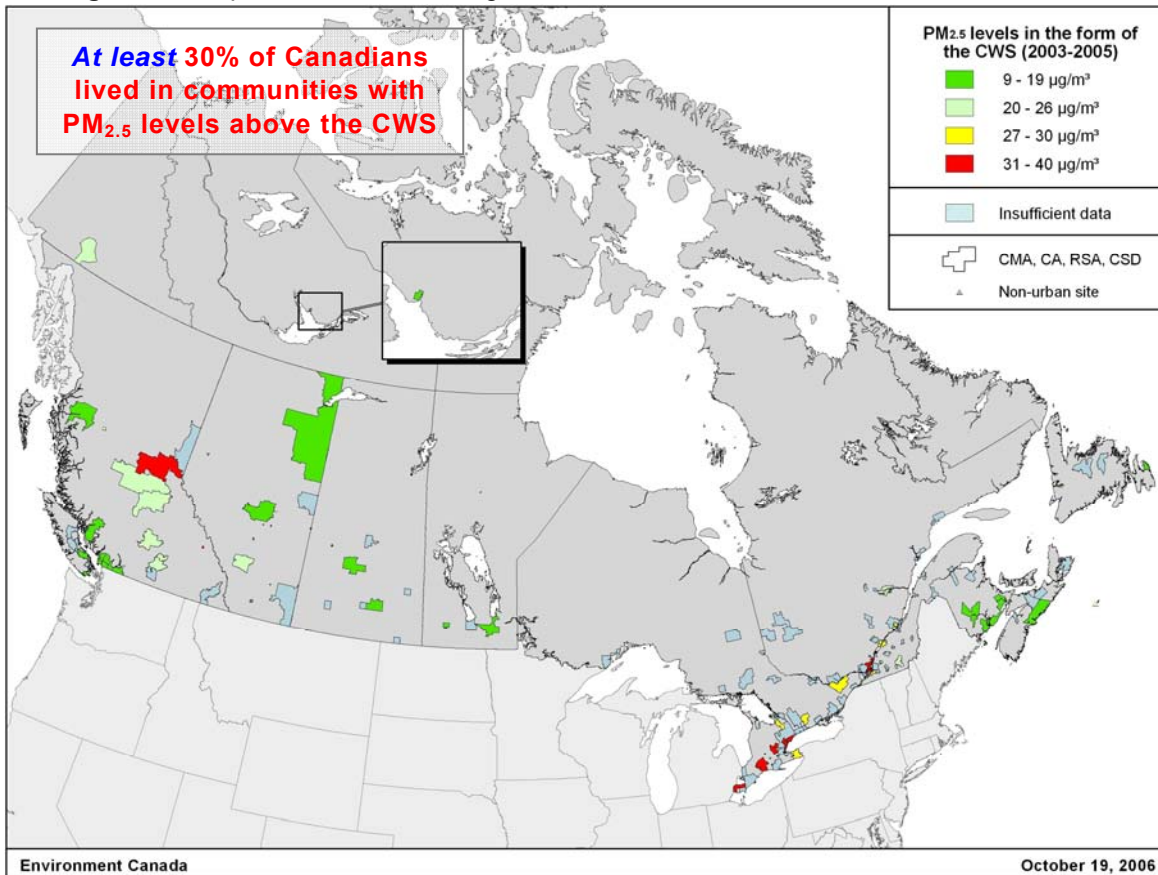 At least 30% of Canadians
lived in communities with
PM2.5 levels above the CWS
PM2.5 levels in the form of
the CWS (2003-2005)
9 - 19 µg/m³
20 - 26 µg/m³
27 - 30 µg/m³
31 - 40 µg/m³
Insufficient data
CMA, CA, RSA, CSD
Non-urban site
Environment Canada
October 19, 2006